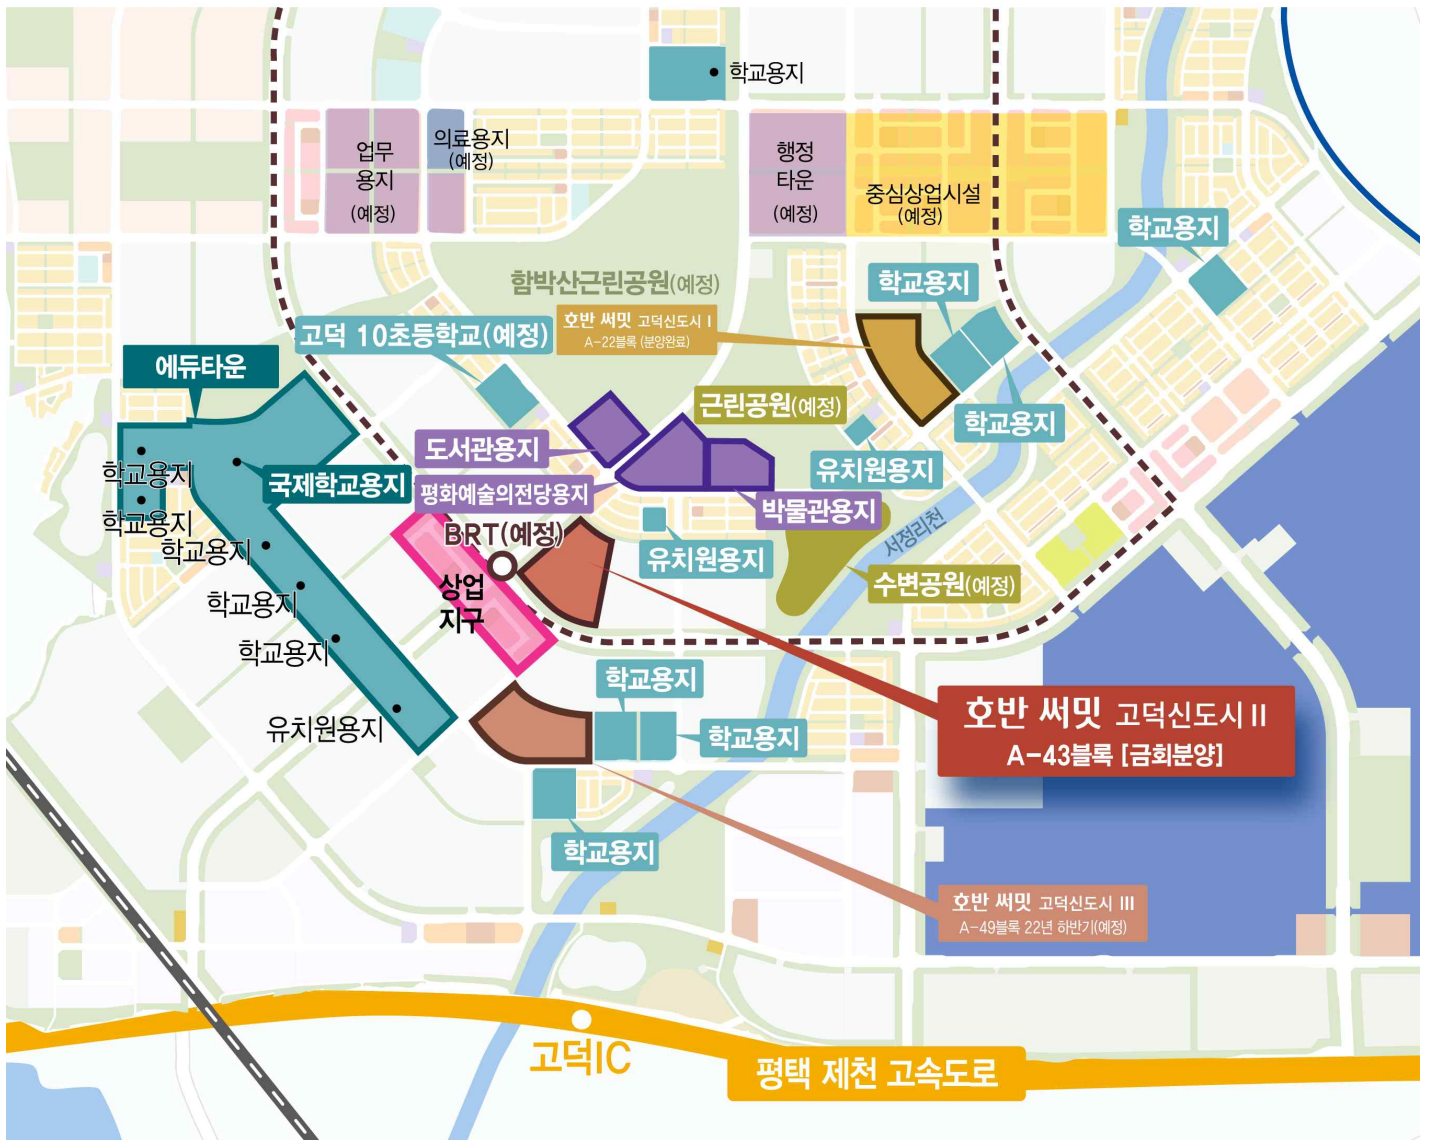 학교용지
업무
용지
(예정)
의료용지
(예정)
행정
타운
(예정)
중심상업시설
(예정)
학교용지
함박산근린공원(예정)
학교용지
고덕 10초등학교(예정)
호반 써밋 고덕신도시 I
A-22블록 (분양완료)
에듀타운
근린공원(예정)
학교용지
도서관용지
유치원용지
학교용지
국제학교용지
평화예술의전당용지
박물관용지
학교용지
BRT(예정)
서정리천
학교용지
유치원용지
상업
지구
수변공원(예정)
학교용지
학교용지
학교용지
호반 써밋 고덕신도시 II
A-43블록 [금회분양]
유치원용지
학교용지
학교용지
호반 써밋 고덕신도시 III
A-49블록 22년 하반기(예정)
고덕IC
평택 제천 고속도로